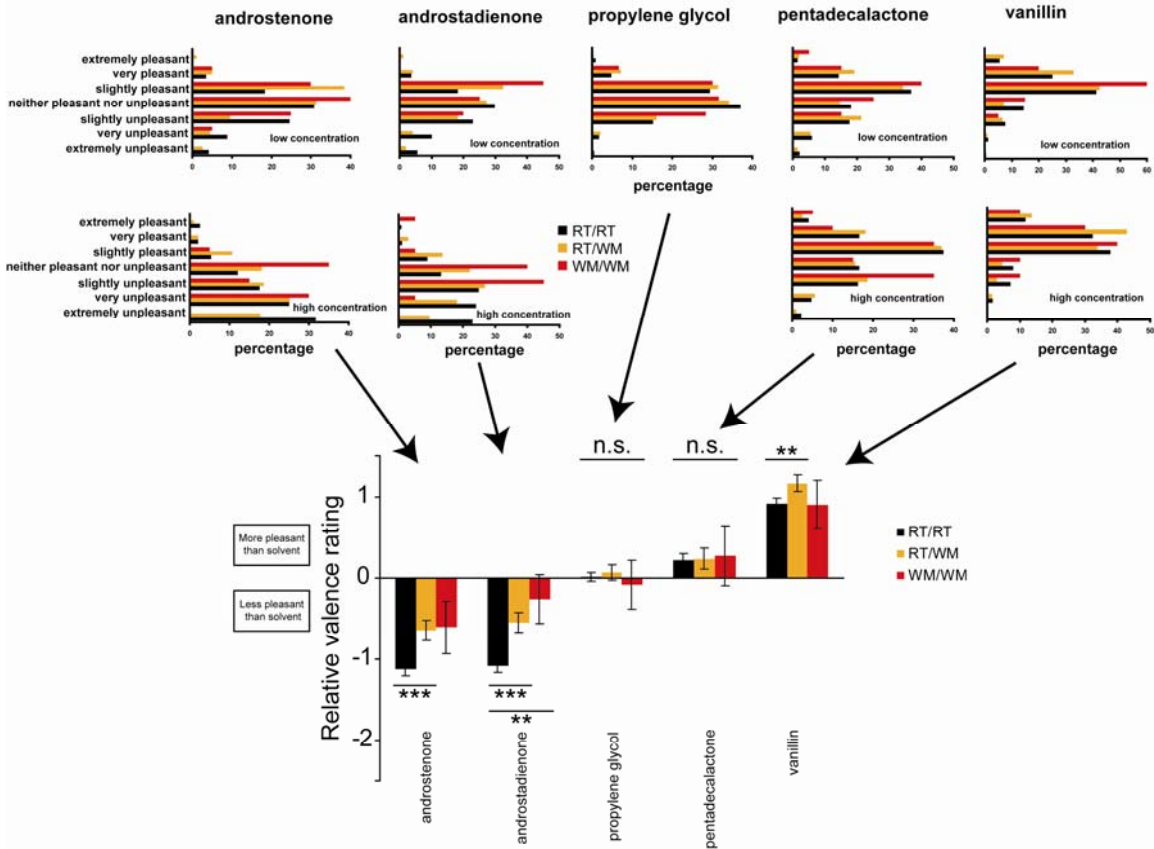 androstenone
androstadienone
propylene glycol
pentadecalactone
vanillin
extremely pleasant
very pleasant
slightly pleasant
neither pleasant nor unpleasant
slightly unpleasant
very unpleasant
extremely unpleasant
low concentration
0 10 20 30 40
low concentration
0 10 20 30 40 50
0 10 20 30 40
percentage
low concentration
0 10 20 30 40 50
low concentration
0 10 20 30 40 50 60
extremely pleasant
very pleasant
slightly pleasant
neither pleasant nor unpleasant
slightly unpleasant
very unpleasant
extremely unpleasant
high concentration
0 10 20 30 40
percentage
high concentration
0 10 20 30 40 50
percentage
RT/RT
RT/WM
WM/WM
high concentration
0 10 20 30 40
percentage
high concentration
0 10 20 30 40 50
percentage
Relative valence rating
1
0
-1
-2
More pleasant
than solvent
Less pleasant
than solvent
n.s.
n.s.
**
***
***
**
RT/RT
RT/WM
WM/WM
androstenone
androstadienone
propylene glycol
pentadecalactone
vanillin